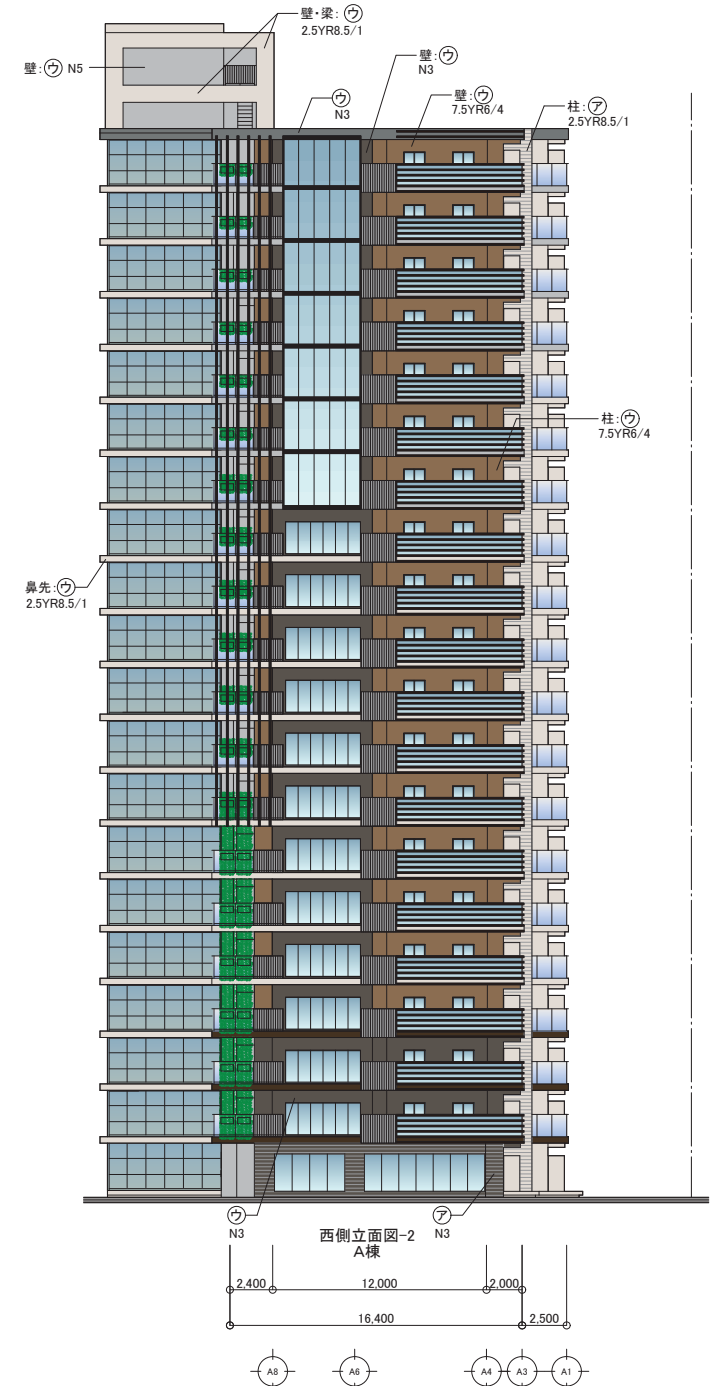 壁・梁:ウ
2.5YR8.5/1
壁:ウ N5
壁:ウ
N3
ウ
N3
壁:ウ
7.5YR6/4
柱:ア
2.5YR8.5/1
柱:ウ
7.5YR6/4
鼻先:ウ
2.5YR8.5/1
ウ
N3
ア
N3
西側立面図-2
A棟
2,400
12,000
2,000
16,400
2,500
A8
A6
A4
A3
A1